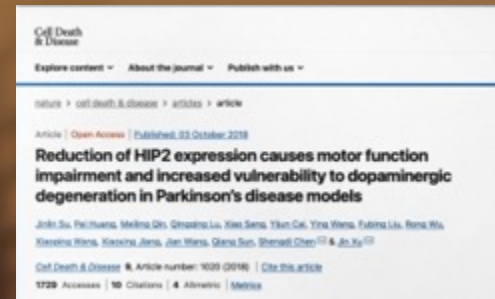 Cell Death
& Disease
Explore content
About the journal
Publish with us
nature > cell death & disease > articles > article
Article | Open Access | Published: 03 October 2018
Reduction of HIP2 expression causes motor function
impairment and increased vulnerability to dopaminergic
degeneration in Parkinson's disease models
Jinlin Su, Pei Huang, Meiling Qin, Qingqing Lu, Xiao Sang, Yijun Cai, Ying Wang, Fubing Liu, Rong Wu,
Xiaoping Wang, Xiaoxing Jiang, Jian Wang, Qiang Sun, Shengdi Chen & Jin Xu
Cell Death & Disease 9, Article number: 1020 (2018) | Cite this article
1729 Accesses | 10 Citations | 4 Altmetric | Metrics